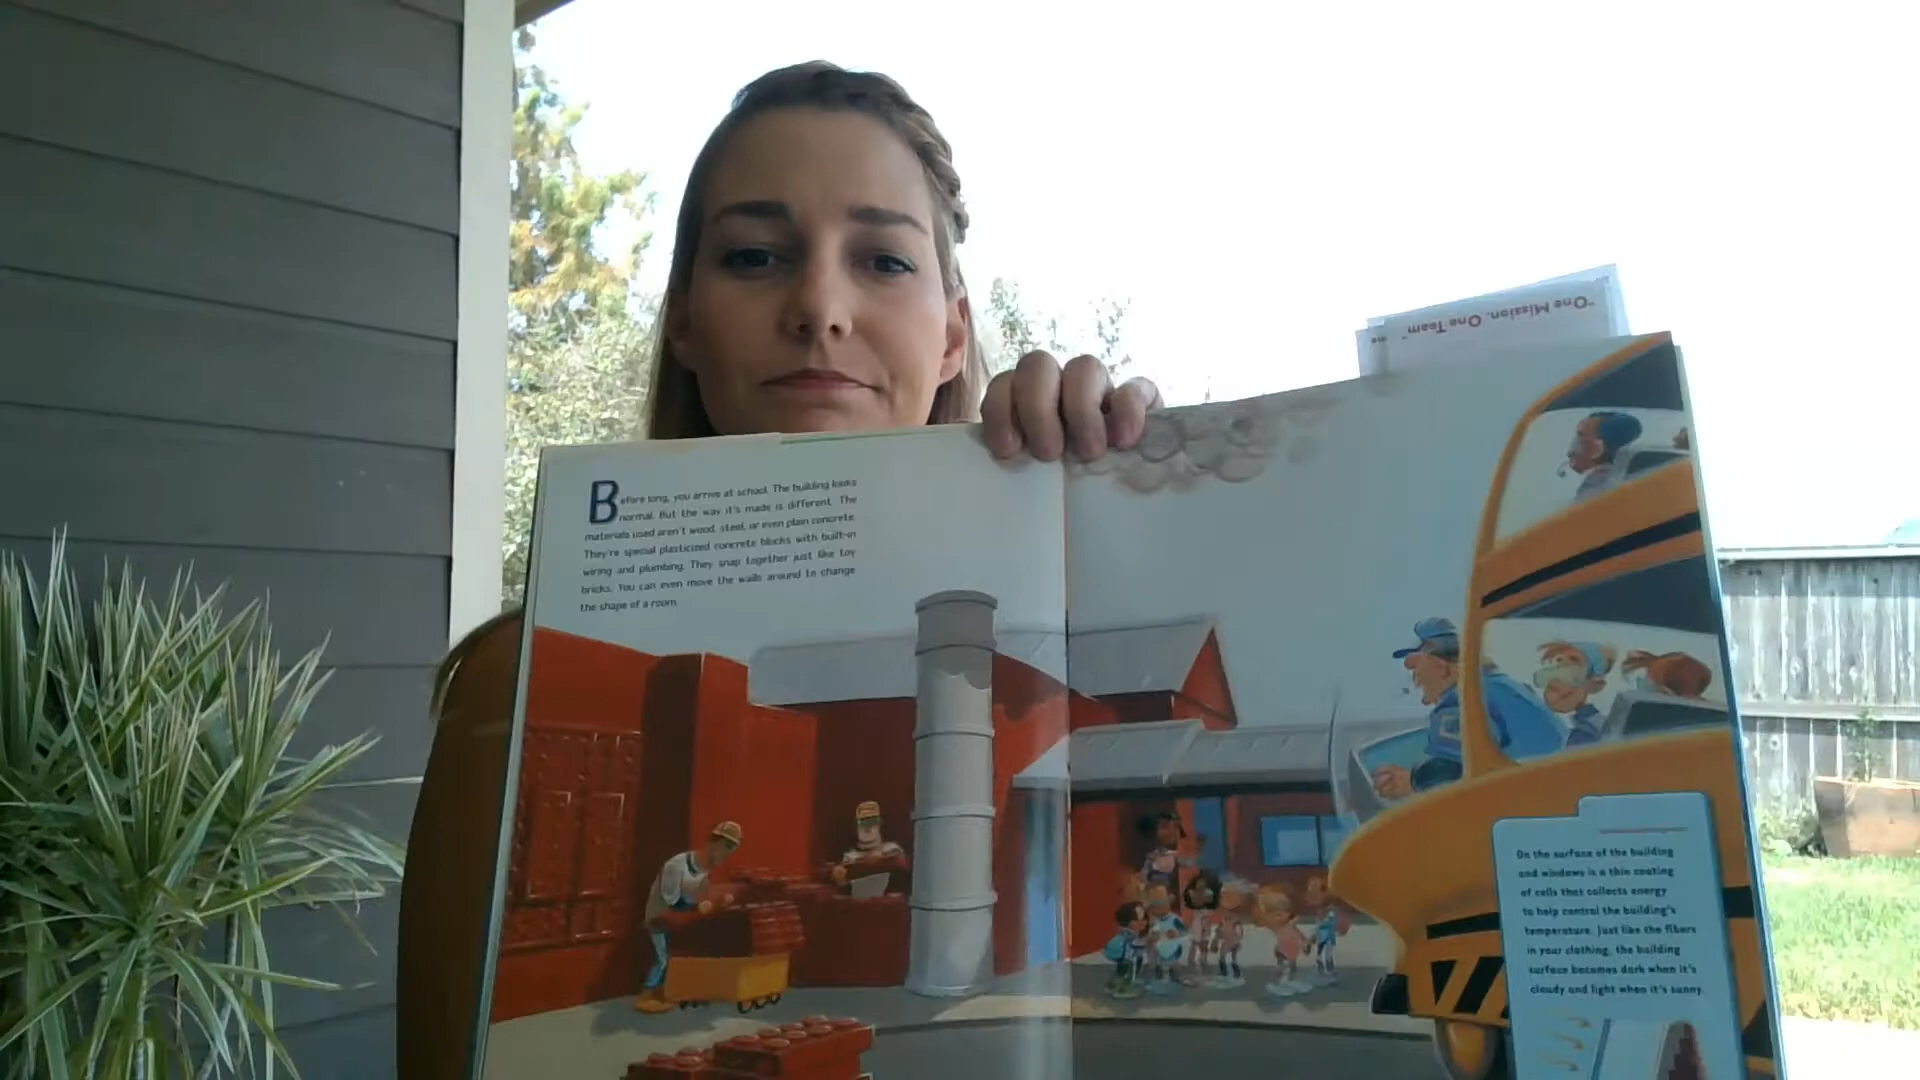 "One Mission. One Team"
Before long, you arrive at school. The building looks
normal. But the way it's made is different. The
materials used aren't wood, steel, or even plain concrete.
They're special plasticized concrete blocks with built-in
wiring and plumbing. They snap together just like toy
bricks. You can even move the walls around to change
the shape of a room.
On the surface of the building
and windows is a thin coating
of cells that collects energy
to help control the building's
temperature. Just like the fibers
in your clothing, the building
surface becomes dark when it's
cloudy and light when it's sunny.